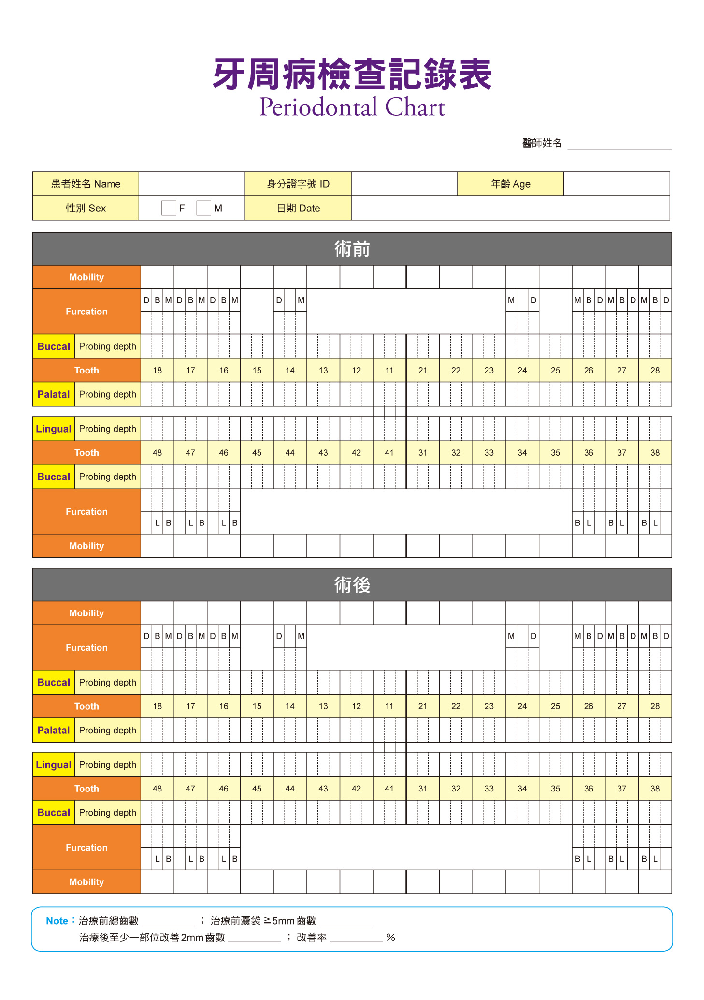 牙周病檢查記錄表
Periodontal Chart
醫師姓名
患者姓名 Name 身分證字號 ID 年齡 Age
性別 Sex F M 日期 Date
術前
Mobility
D B M D B M D B M D M M D M B D M B D M B D
Furcation
Buccal Probing depth
Tooth 18 17 16 15 14 13 12 11 21 22 23 24 25 26 27 28
Palatal Probing depth
Lingual Probing depth
Tooth 48 47 46 45 44 43 42 41 31 32 33 34 35 36 37 38
Buccal Probing depth
Furcation
L B L B L B B L B L B L
Mobility
術後
Mobility
D B M D B M D B M D M M D M B D M B D M B D
Furcation
Buccal Probing depth
Tooth 18 17 16 15 14 13 12 11 21 22 23 24 25 26 27 28
Palatal Probing depth
Lingual Probing depth
Tooth 48 47 46 45 44 43 42 41 31 32 33 34 35 36 37 38
Buccal Probing depth
Furcation
L B L B L B B L B L B L
Mobility
Note：治療前總齒數 __________ ； 治療前囊袋≧5mm齒數 __________
治療後至少一部位改善2mm齒數 __________ ； 改善率 __________ %